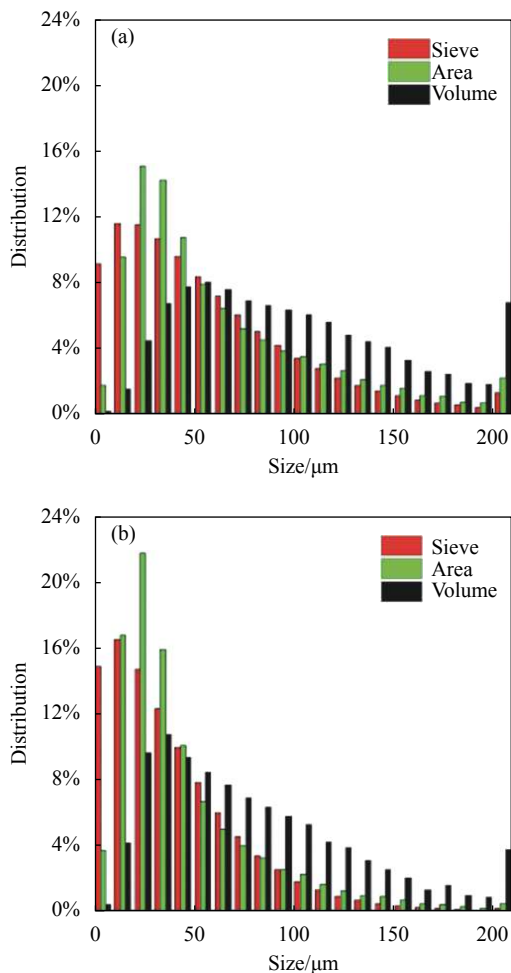 24%
(a)
Sieve
Area
Volume
20%
16%
12%
8%
4%
0%
Distribution
0 50 100 150 200
Size/μm
24%
(b)
Sieve
Area
Volume
20%
16%
12%
8%
4%
0%
Distribution
0 50 100 150 200
Size/μm